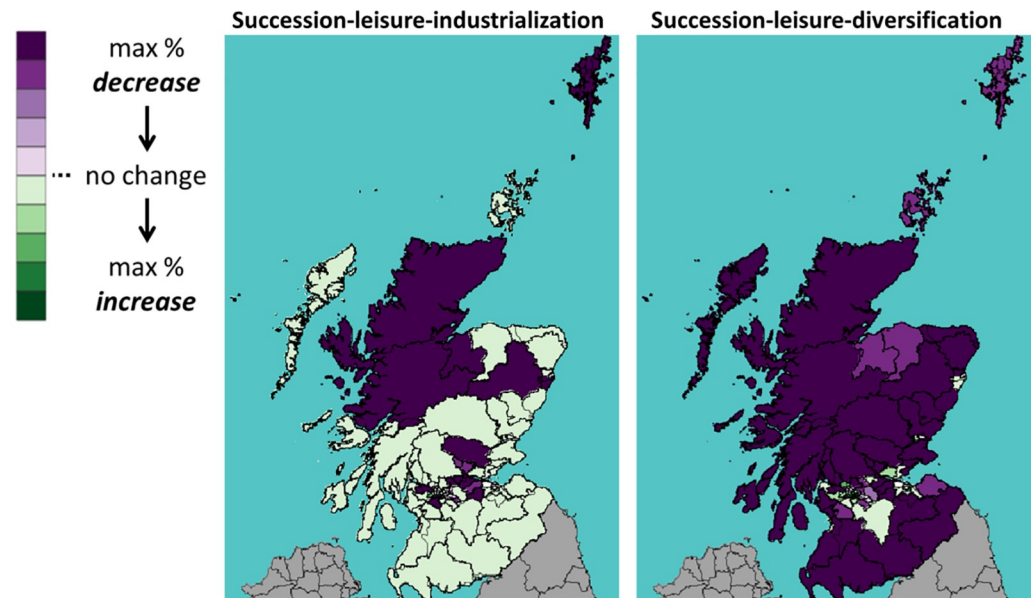 Succession-leisure-industrialization
Succession-leisure-diversification
max %
decrease
... no change
max %
increase